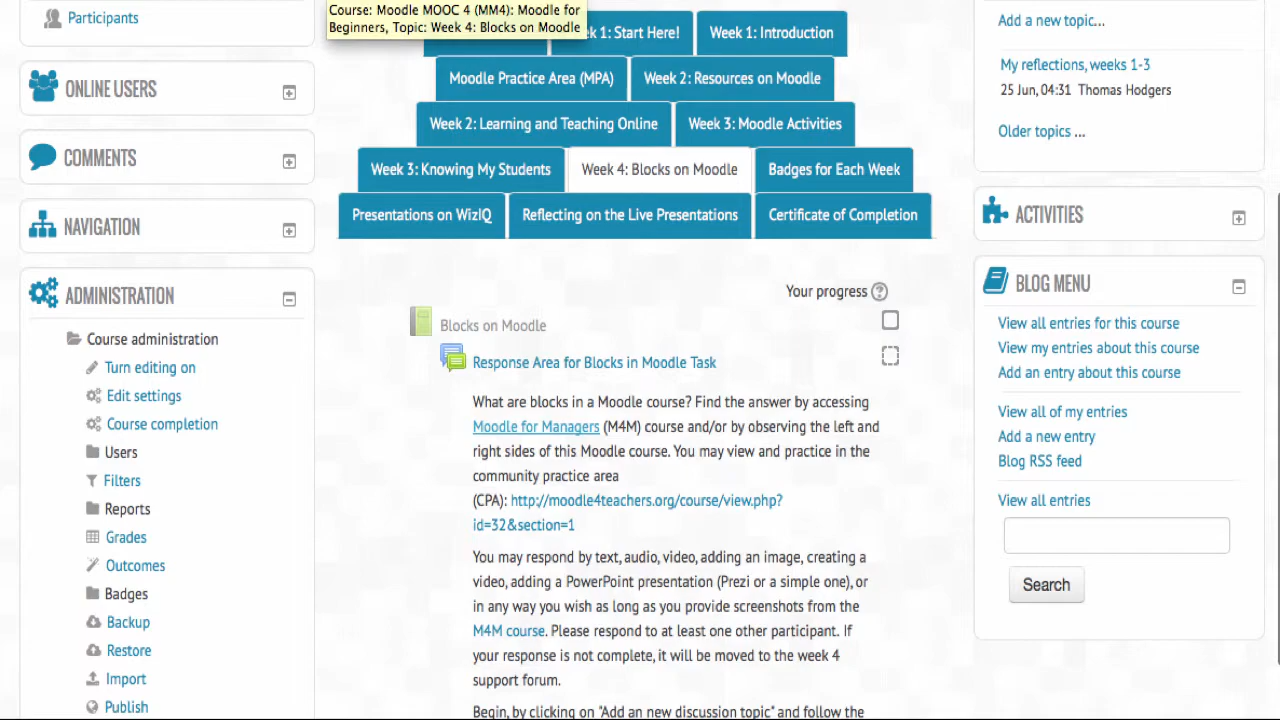 Participants
ONLINE USERS
COMMENTS
NAVIGATION
ADMINISTRATION
Course administration
Turn editing on
Edit settings
Course completion
Users
Filters
Reports
Grades
Outcomes
Badges
Backup
Restore
Import
Publish
Course: Moodle MOOC 4 (MM4): Moodle for
Beginners, Topic: Week 4: Blocks on Moodle
k 1: Start Here!
Week 1: Introduction
Moodle Practice Area (MPA)
Week 2: Resources on Moodle
Week 2: Learning and Teaching Online
Week 3: Moodle Activities
Week 3: Knowing My Students
Week 4: Blocks on Moodle
Badges for Each Week
Presentations on WizIQ
Reflecting on the Live Presentations
Certificate of Completion
Your progress
Blocks on Moodle
Response Area for Blocks in Moodle Task
What are blocks in a Moodle course? Find the answer by accessing
Moodle for Managers (M4M) course and/or by observing the left and
right sides of this Moodle course. You may view and practice in the
community practice area
(CPA): http://moodle4teachers.org/course/view.php?
id=32&section=1
You may respond by text, audio, video, adding an image, creating a
video, adding a PowerPoint presentation (Prezi or a simple one), or
in any way you wish as long as you provide screenshots from the
M4M course. Please respond to at least one other participant. If
your response is not complete, it will be moved to the week 4
support forum.
Begin, by clicking on "Add an new discussion topic" and follow the
Add a new topic...
My reflections, weeks 1-3
25 Jun, 04:31 Thomas Hodgers
Older topics ...
ACTIVITIES
BLOG MENU
View all entries for this course
View my entries about this course
Add an entry about this course
View all of my entries
Add a new entry
Blog RSS feed
View all entries
Search